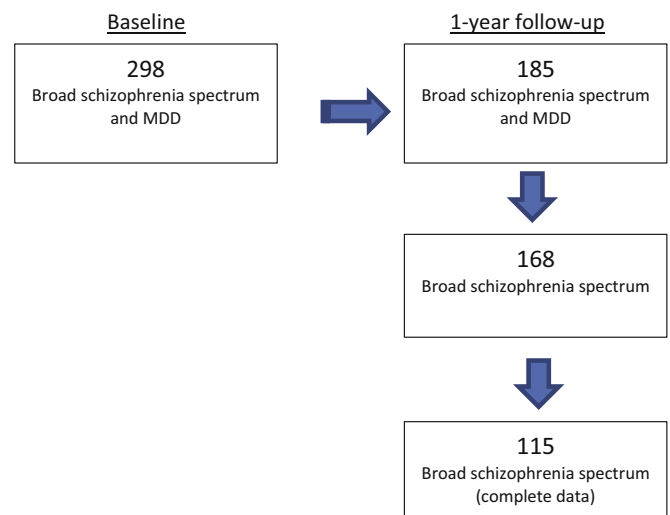 Baseline
1-year follow-up
298
Broad schizophrenia spectrum
and MDD
185
Broad schizophrenia spectrum
and MDD
168
Broad schizophrenia spectrum
115
Broad schizophrenia spectrum
(complete data)